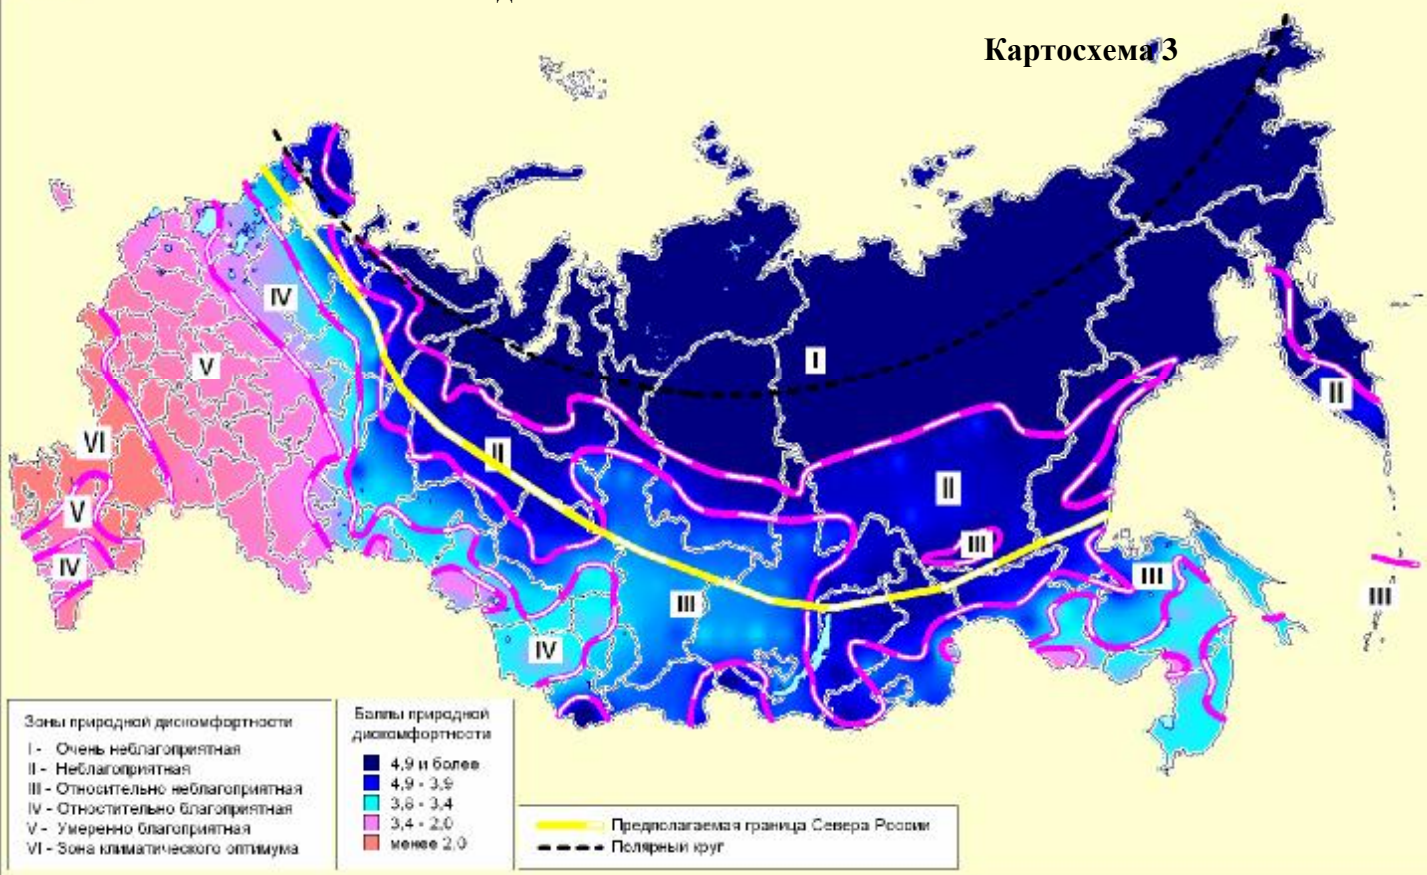 Д
Картосхема 3
I
II
II
II
III
III
III
III
IV
IV
IV
V
V
VI
Зоны природной дискомфортности
I - Очень неблагоприятная
II - Неблагоприятная
III - Относительно неблагоприятная
IV - Отностительно благоприятная
V - Умеренно благоприятная
VI - Зона климатического оптимума
Баллы природной
дискомфортности
4,9 и более
4,9 - 3,9
3,8 - 3,4
3,4 - 2,0
менее 2,0
Предполагаемая граница Севера России
Полярный круг